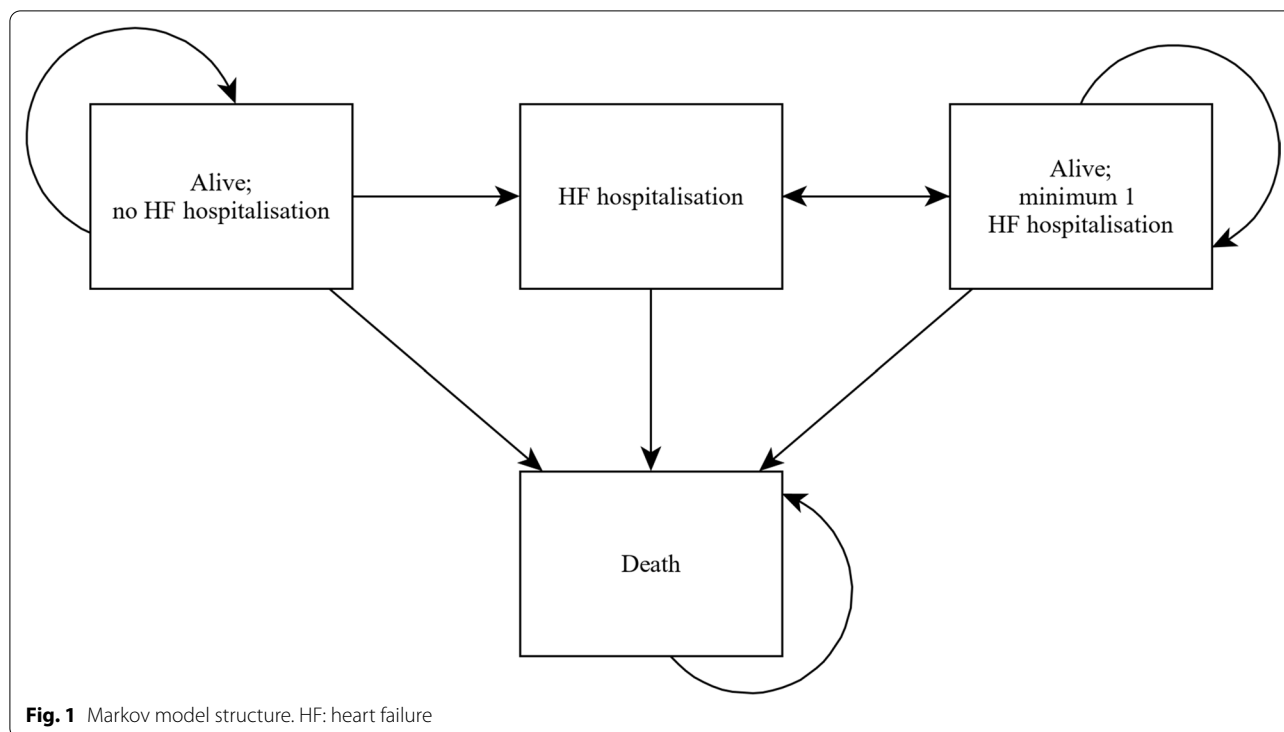 Alive;
no HF hospitalisation
HF hospitalisation
Alive;
minimum 1
HF hospitalisation
Death
Fig. 1 Markov model structure. HF: heart failure